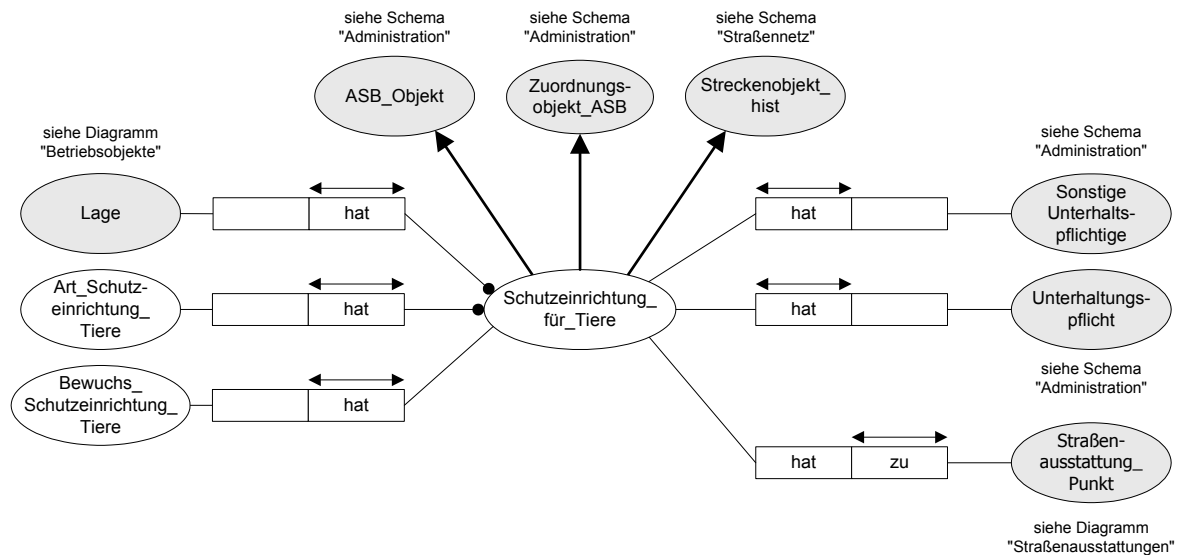 siehe Schema
"Administration"
siehe Schema
"Administration"
siehe Schema
"Straßennetz"
ASB_Objekt
Zuordnungs-
objekt_ASB
Streckenobjekt_
hist
siehe Diagramm
"Betriebsobjekte"
siehe Schema
"Administration"
Lage
hat
hat
Sonstige
Unterhalts-
pflichtige
Art_Schutz-
einrichtung_
Tiere
hat
Schutzeinrichtung_
für_Tiere
hat
Unterhaltungs-
pflicht
siehe Schema
"Administration"
Bewuchs_
Schutzeinrichtung_
Tiere
hat
hat
zu
Straßen-
ausstattung_
Punkt
siehe Diagramm
"Straßenausstattungen"